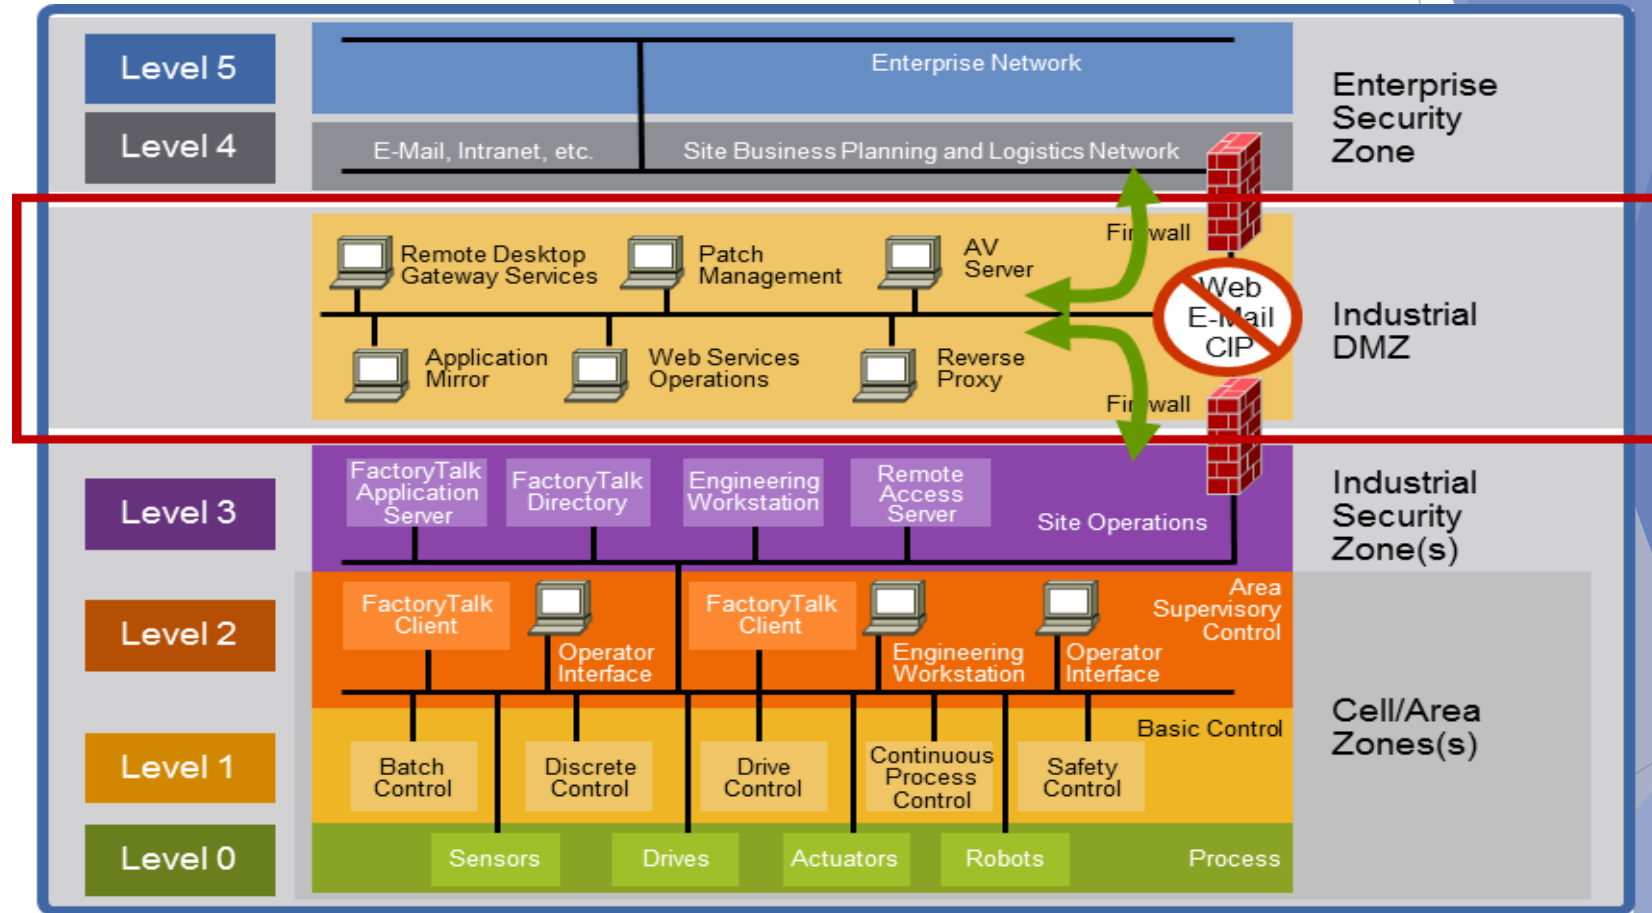 Level 5
Enterprise Network
Enterprise
Security
Zone
Level 4
E-Mail, Intranet, etc.
Site Business Planning and Logistics Network
Remote Desktop
Gateway Services
Patch
Management
AV
Server
Firewall
Web
E-Mail
CIP
Industrial
DMZ
Application
Mirror
Web Services
Operations
Reverse
Proxy
Firewall
Level 3
FactoryTalk
Application
Server
FactoryTalk
Directory
Engineering
Workstation
Remote
Access
Server
Site Operations
Industrial
Security
Zone(s)
Level 2
FactoryTalk
Client
Operator
Interface
FactoryTalk
Client
Engineering
Workstation
Operator
Interface
Area
Supervisory
Control
Cell/Area
Zones(s)
Level 1
Batch
Control
Discrete
Control
Drive
Control
Continuous
Process
Control
Safety
Control
Basic Control
Level 0
Sensors
Drives
Actuators
Robots
Process